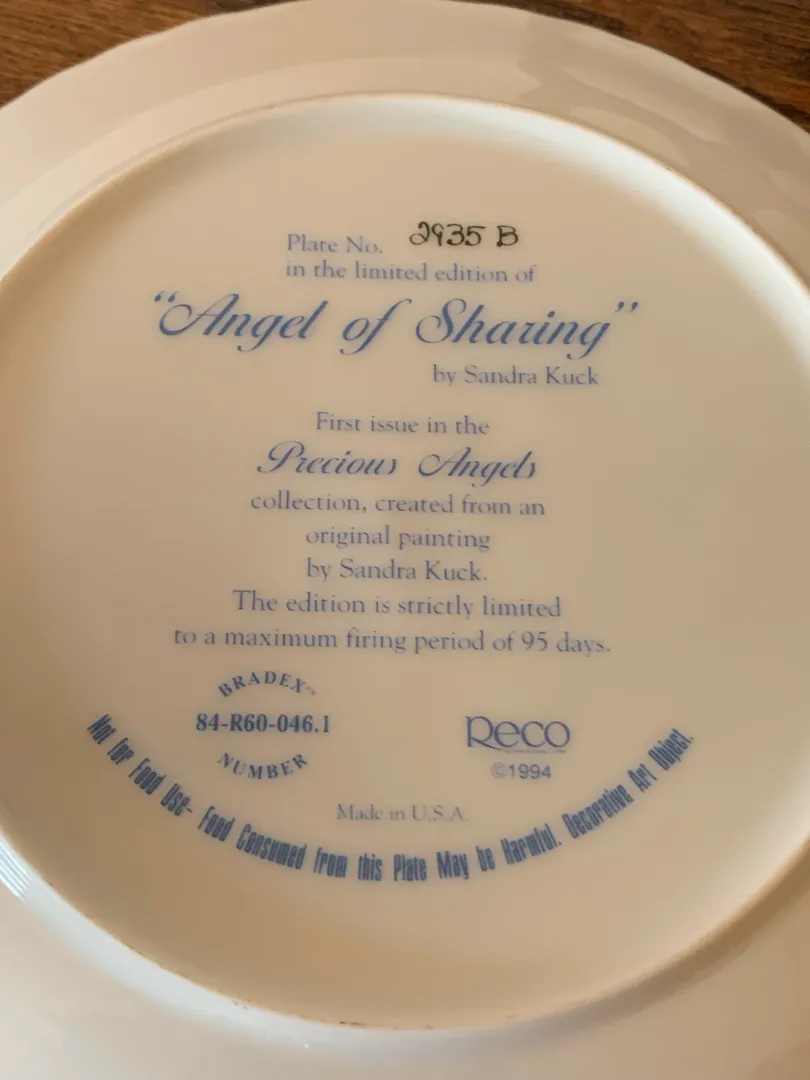 Plate No. 2935 B
in the limited edition of
"Angel of Sharing"
by Sandra Kuck
First issue in the
Precious Angels
collection, created from an
original painting
by Sandra Kuck.
The edition is strictly limited
to a maximum firing period of 95 days.
BRADEX™
84-R60-046.1
NUMBER
Reco
©1994
Made in U.S.A.
Not for Food Use- Food Consumed from this Plate May be Harmful. Decorative Art Object.